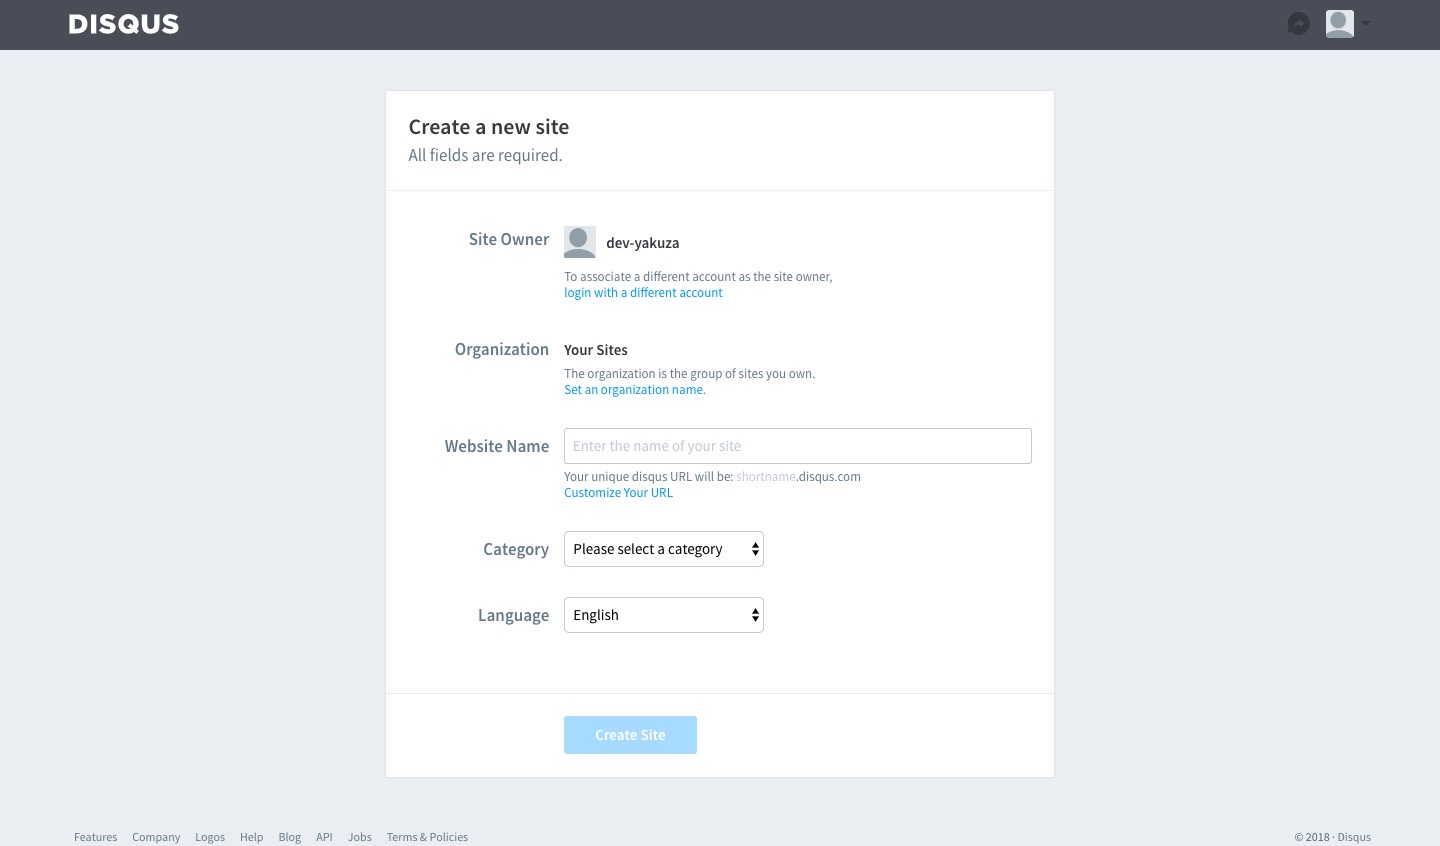 DISQUS
Create a new site
All fields are required.
Site Owner
dev-yakuza
To associate a different account as the site owner,
login with a different account
Organization
Your Sites
The organization is the group of sites you own.
Set an organization name.
Website Name
Enter the name of your site
Your unique disqus URL will be: shortname.disqus.com
Customize Your URL
Category
Please select a category
Language
English
Create Site
Features Company Logos Help Blog API Jobs Terms & Policies
© 2018 · Disqus